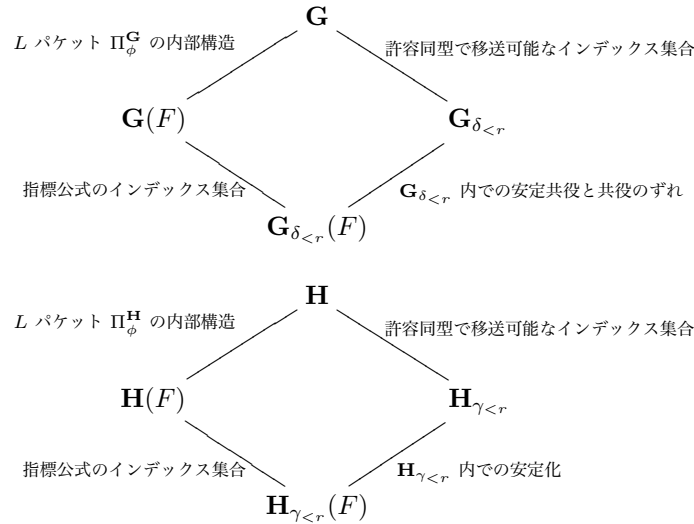 G
L パケット Π_ϕ^G の内部構造
許容同型で移送可能なインデックス集合
G(F)
G_{δ_{<r}}
指標公式のインデックス集合
G_{δ_{<r}} 内での安定共役と共役のずれ
G_{δ_{<r}}(F)
H
L パケット Π_ϕ^H の内部構造
許容同型で移送可能なインデックス集合
H(F)
H_{γ_{<r}}
指標公式のインデックス集合
H_{γ_{<r}} 内での安定化
H_{γ_{<r}}(F)